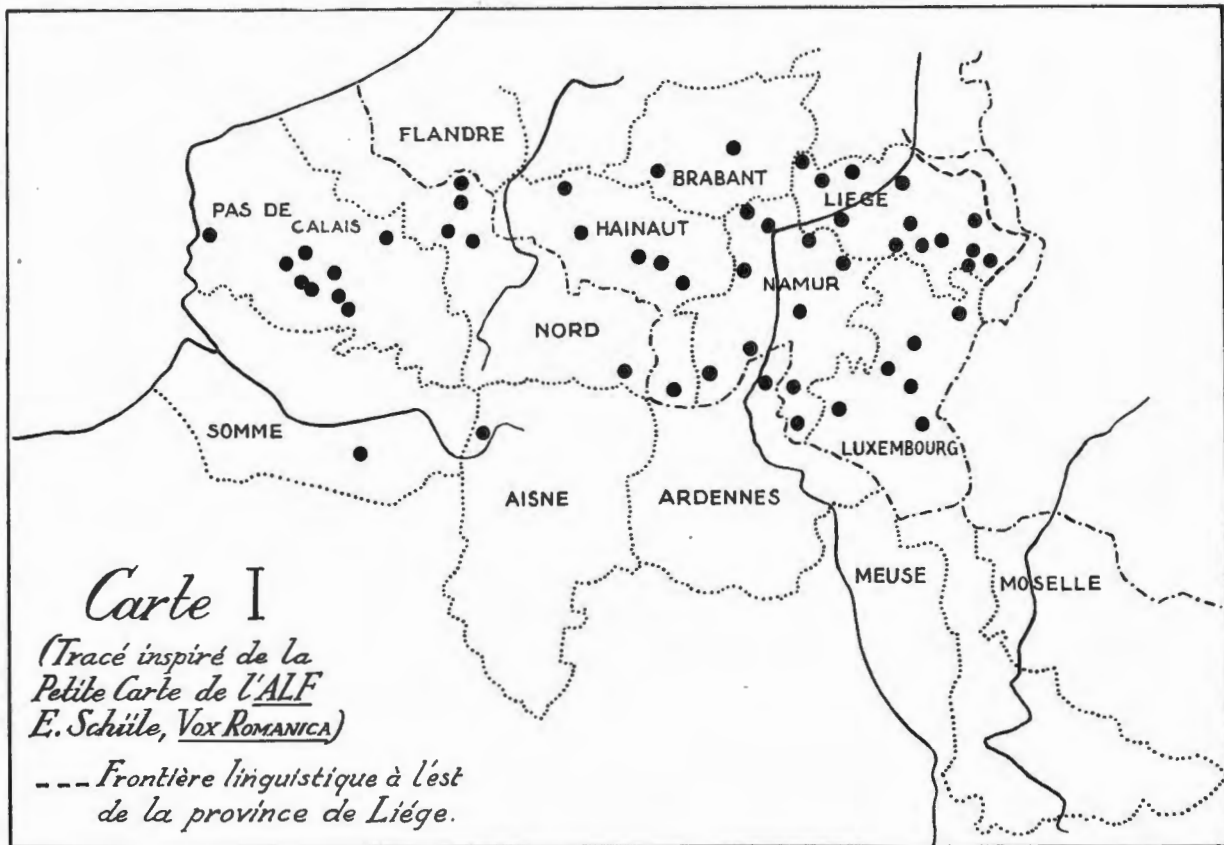 FLANDRE
BRABANT
LIÉGE
PAS DE
CALAIS
HAINAUT
NAMUR
NORD
SOMME
LUXEMBOURG
AISNE
ARDENNES
MEUSE
MOSELLE
Carte I
(Tracé inspiré de la
Petite Carte de l'ALF
E. Schüle, VOX ROMANICA)
--- Frontière linguistique à l'est
de la province de Liége.